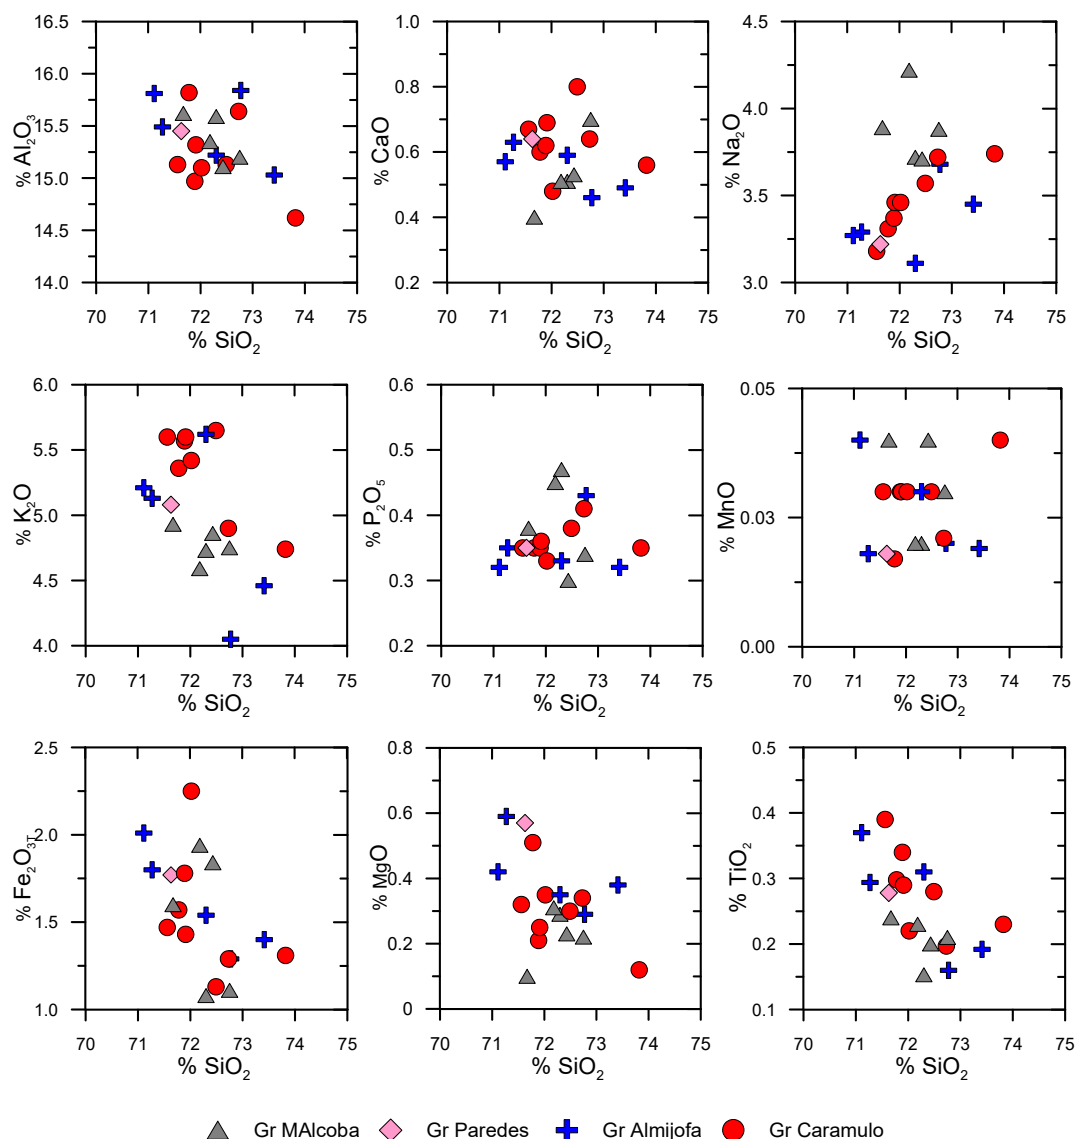 16.5
16.0
15.5
15.0
14.5
14.0
% Al₂O₃
70 71 72 73 74 75
% SiO₂
1.0
0.8
0.6
0.4
0.2
% CaO
70 71 72 73 74 75
% SiO₂
4.5
4.0
3.5
3.0
% Na₂O
70 71 72 73 74 75
% SiO₂
6.0
5.5
5.0
4.5
4.0
% K₂O
70 71 72 73 74 75
% SiO₂
0.6
0.5
0.4
0.3
0.2
% P₂O₅
70 71 72 73 74 75
% SiO₂
0.05
0.03
0.00
% MnO
70 71 72 73 74 75
% SiO₂
2.5
2.0
1.5
1.0
% Fe₂O₃T
70 71 72 73 74 75
% SiO₂
0.8
0.6
0.4
0.2
0
% MgO
70 71 72 73 74 75
% SiO₂
0.5
0.4
0.3
0.2
0.1
% TiO₂
70 71 72 73 74 75
% SiO₂
Gr MAlcoba Gr Paredes Gr Almijofa Gr Caramulo